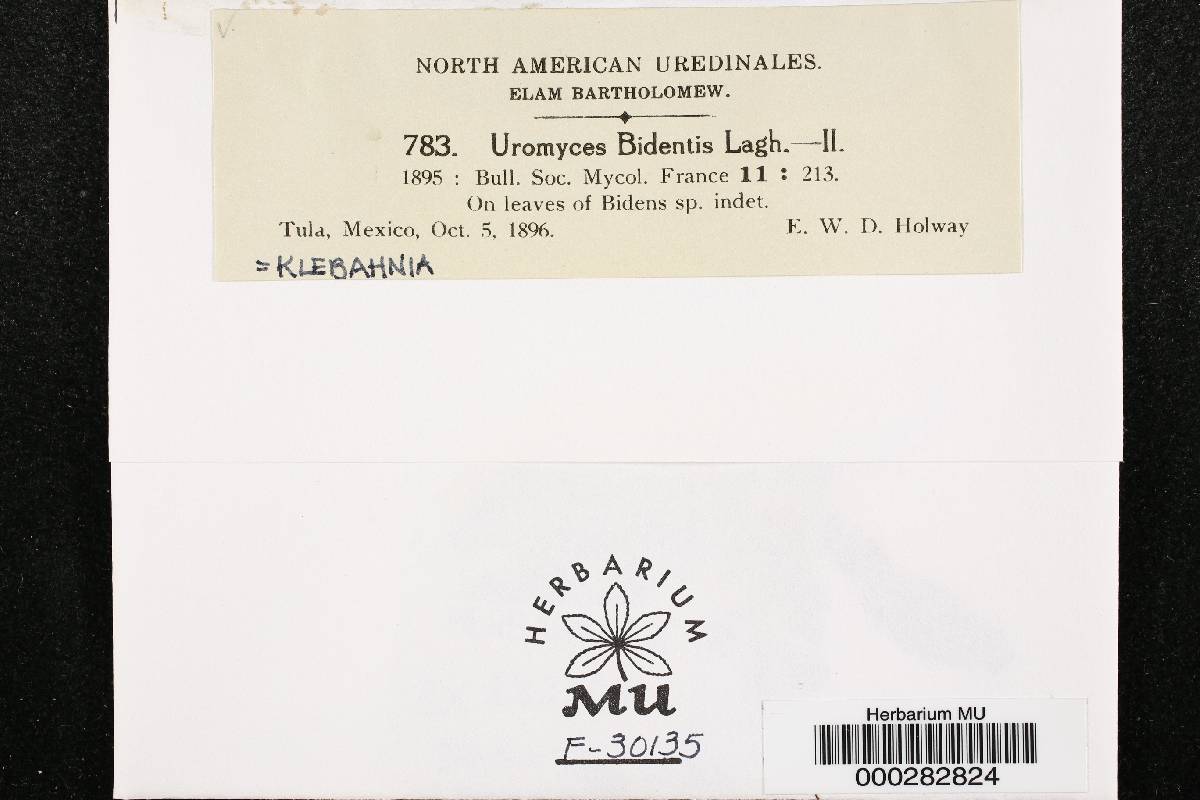 NORTH AMERICAN UREDINALES.
ELAM BARTHOLOMEW.
783. Uromyces Bidentis Lagh.—II.
1895 : Bull. Soc. Mycol. France 11 : 213.
On leaves of Bidens sp. indet.
Tula, Mexico, Oct. 5, 1896. E. W. D. Holway
=KLEBAHNIA
HERBARIUM
MU
F-30135
Herbarium MU
000282824